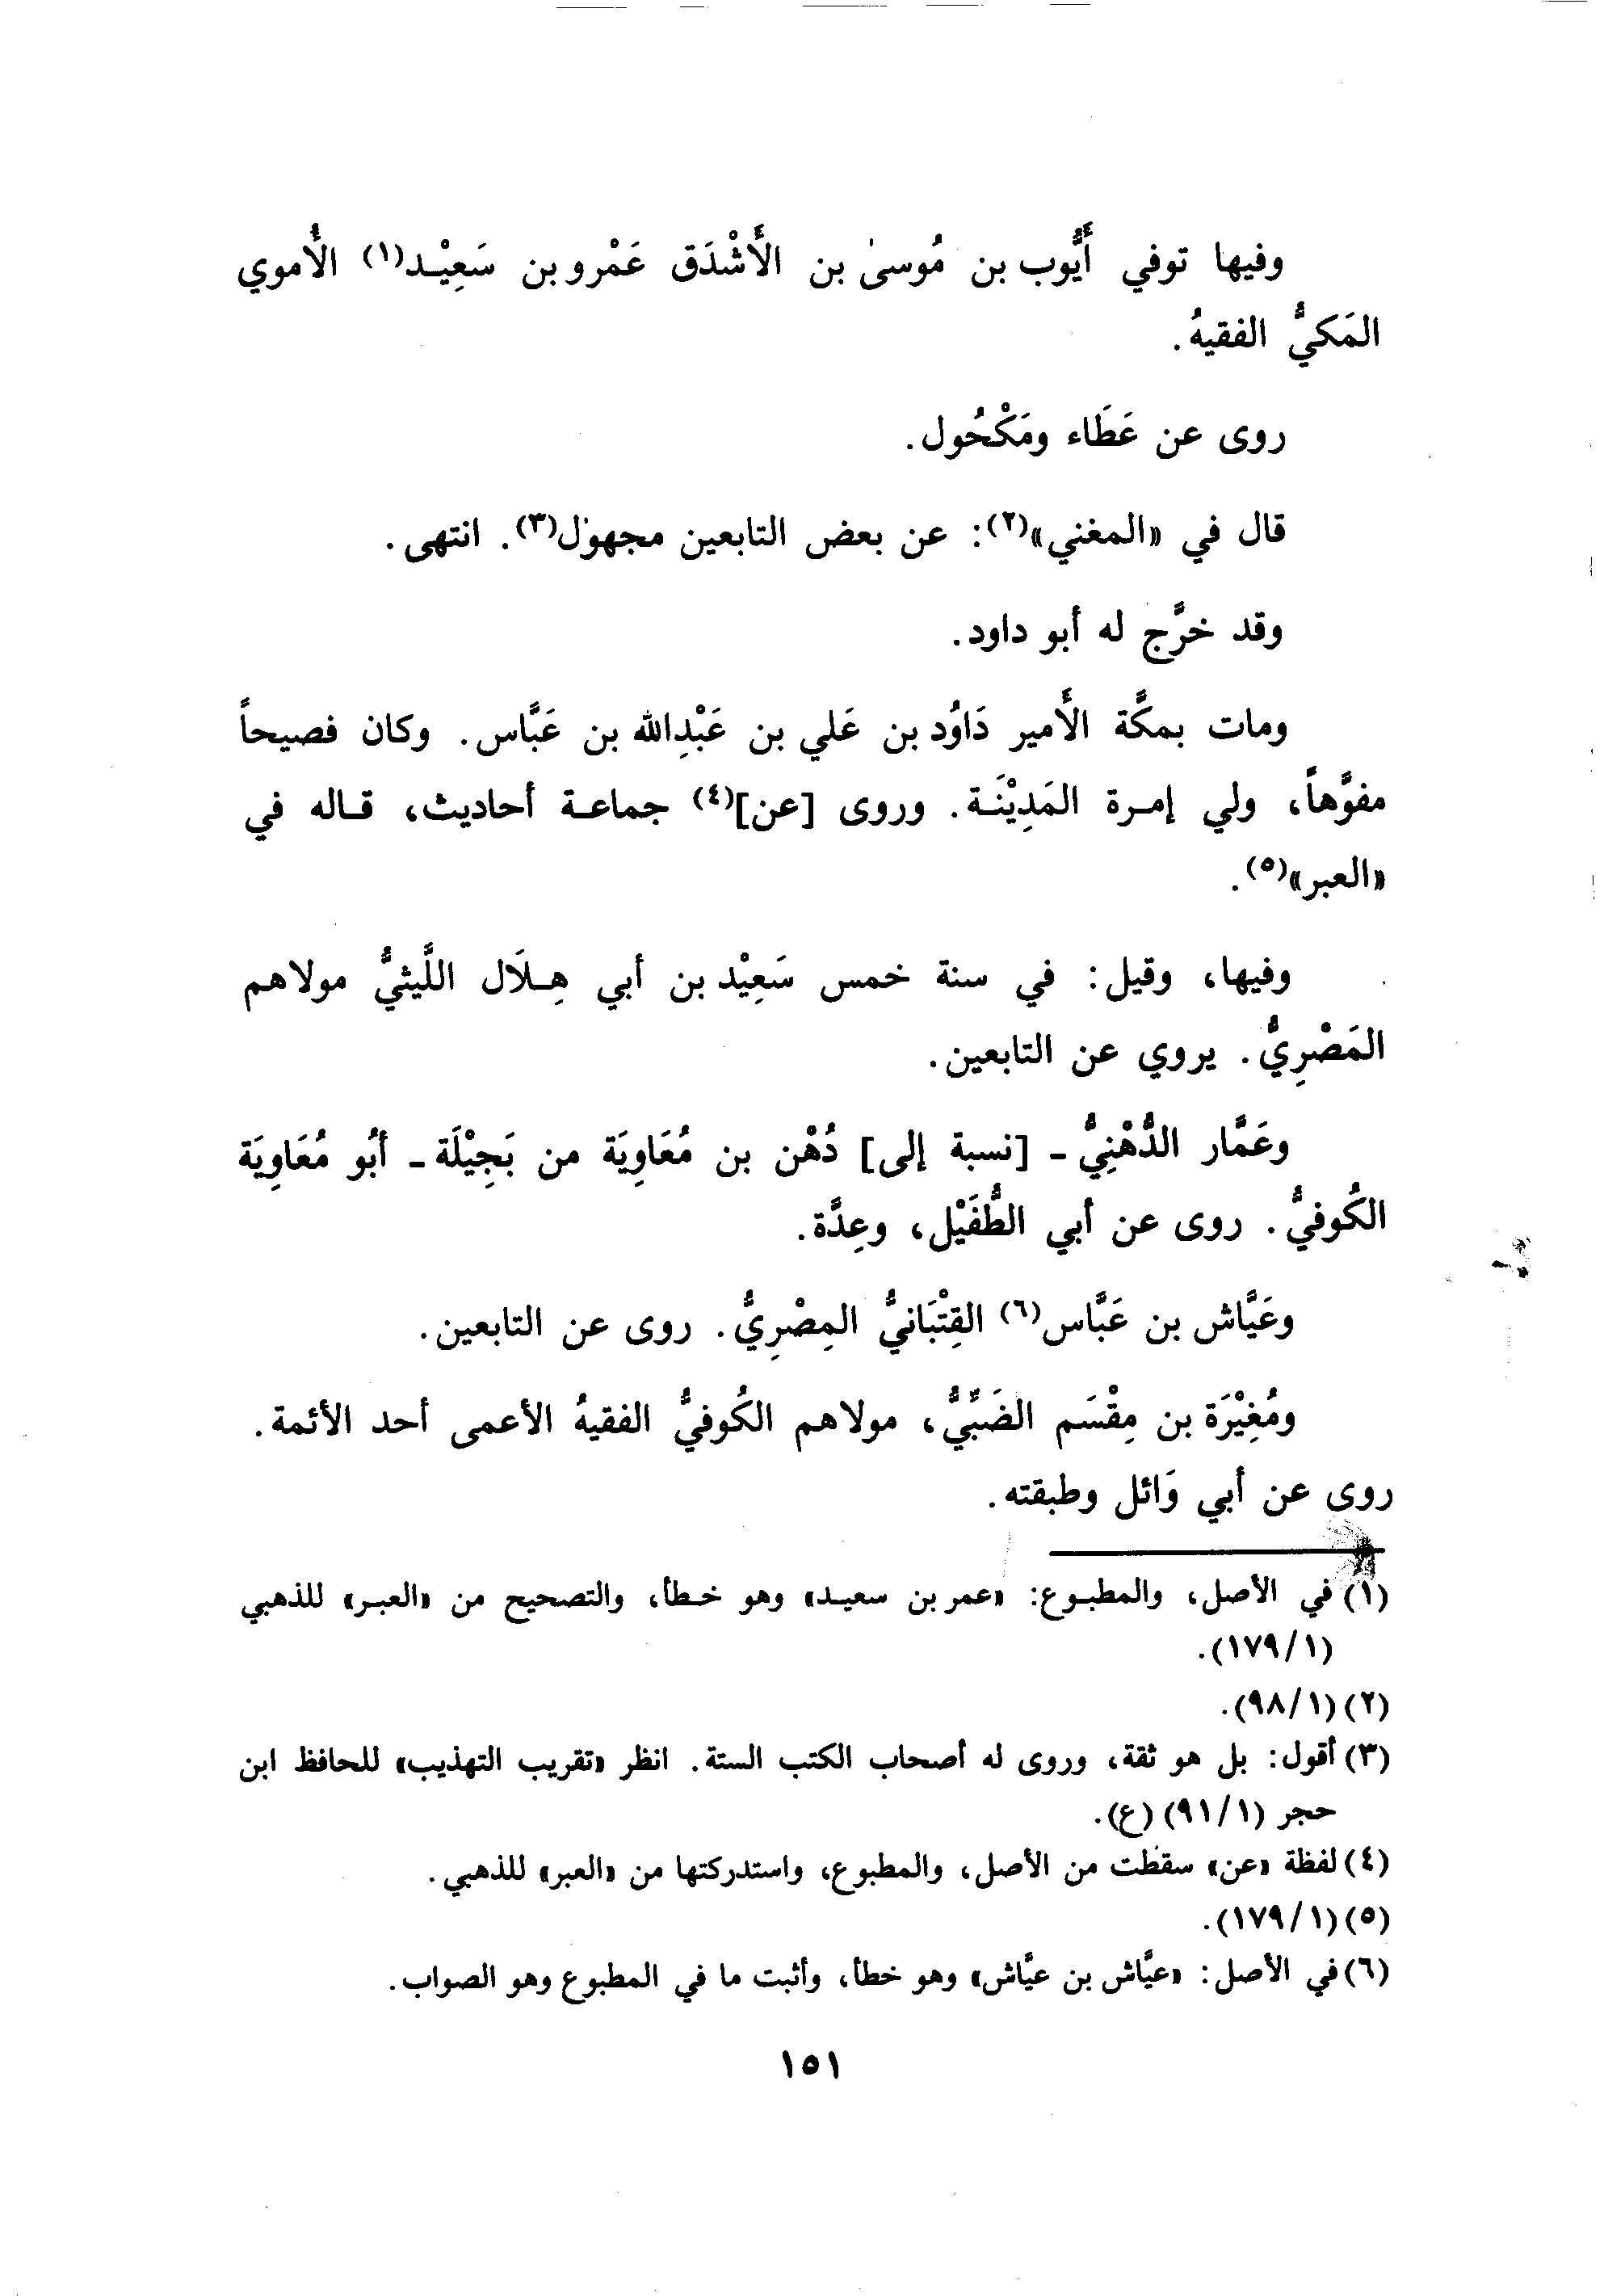 وفيها توفي أَيُّوب بن مُوسىٰ بن الأَشْدَق عَمْرو بن سَعِيْد(١) الأُموي
المَكيُّ الفقيهُ.
روى عن عَطَاء ومَكْحُول.
قال في «المغني»(٢): عن بعض التابعين مجهول(٣). انتهى.
وقد خرَّج له أبو داود.
ومات بمكَّة الأَمير دَاوُد بن عَلي بن عَبْدِالله بن عَبَّاس. وكان فصيحاً
مفوَّهاً، ولي إمرة المَدِيْنَة. وروى [عن](٤) جماعة أحاديث، قاله في
«العبر»(٥).
وفيها، وقيل: في سنة خمس سَعِيْد بن أبي هِلَال اللَّيثيُّ مولاهم
المَصْرِيُّ. يروي عن التابعين.
وعَمَّار الدُّهْنِيُّ - [نسبة إلى] دُهْن بن مُعَاوِيَة من بَجِيْلَة - أبُو مُعَاوِيَة
الكُوفيُّ. روى عن أبي الطُّفَيْل، وعِدَّة.
وعَيَّاش بن عَبَّاس(٦) القِتْبَانيُّ المِصْرِيُّ. روى عن التابعين.
ومُغِيْرَة بن مِقْسَم الضَبِّيُّ، مولاهم الكُوفيُّ الفقيهُ الأعمى أحد الأئمة.
روى عن أبي وَائل وطبقته.
(١) في الأصل، والمطبوع: «عمر بن سعيد» وهو خطأ، والتصحيح من «العبر» للذهبي
(١/١٧٩).
(٢) (١/٩٨).
(٣) أقول: بل هو ثقة، وروى له أصحاب الكتب الستة. انظر «تقريب التهذيب» للحافظ ابن
حجر (١/٩١) (ع).
(٤) لفظة «عن» سقطت من الأصل، والمطبوع، واستدركتها من «العبر» للذهبي.
(٥) (١/١٧٩).
(٦) في الأصل: «عيَّاش بن عيَّاش» وهو خطأ، وأثبت ما في المطبوع وهو الصواب.
١٥١